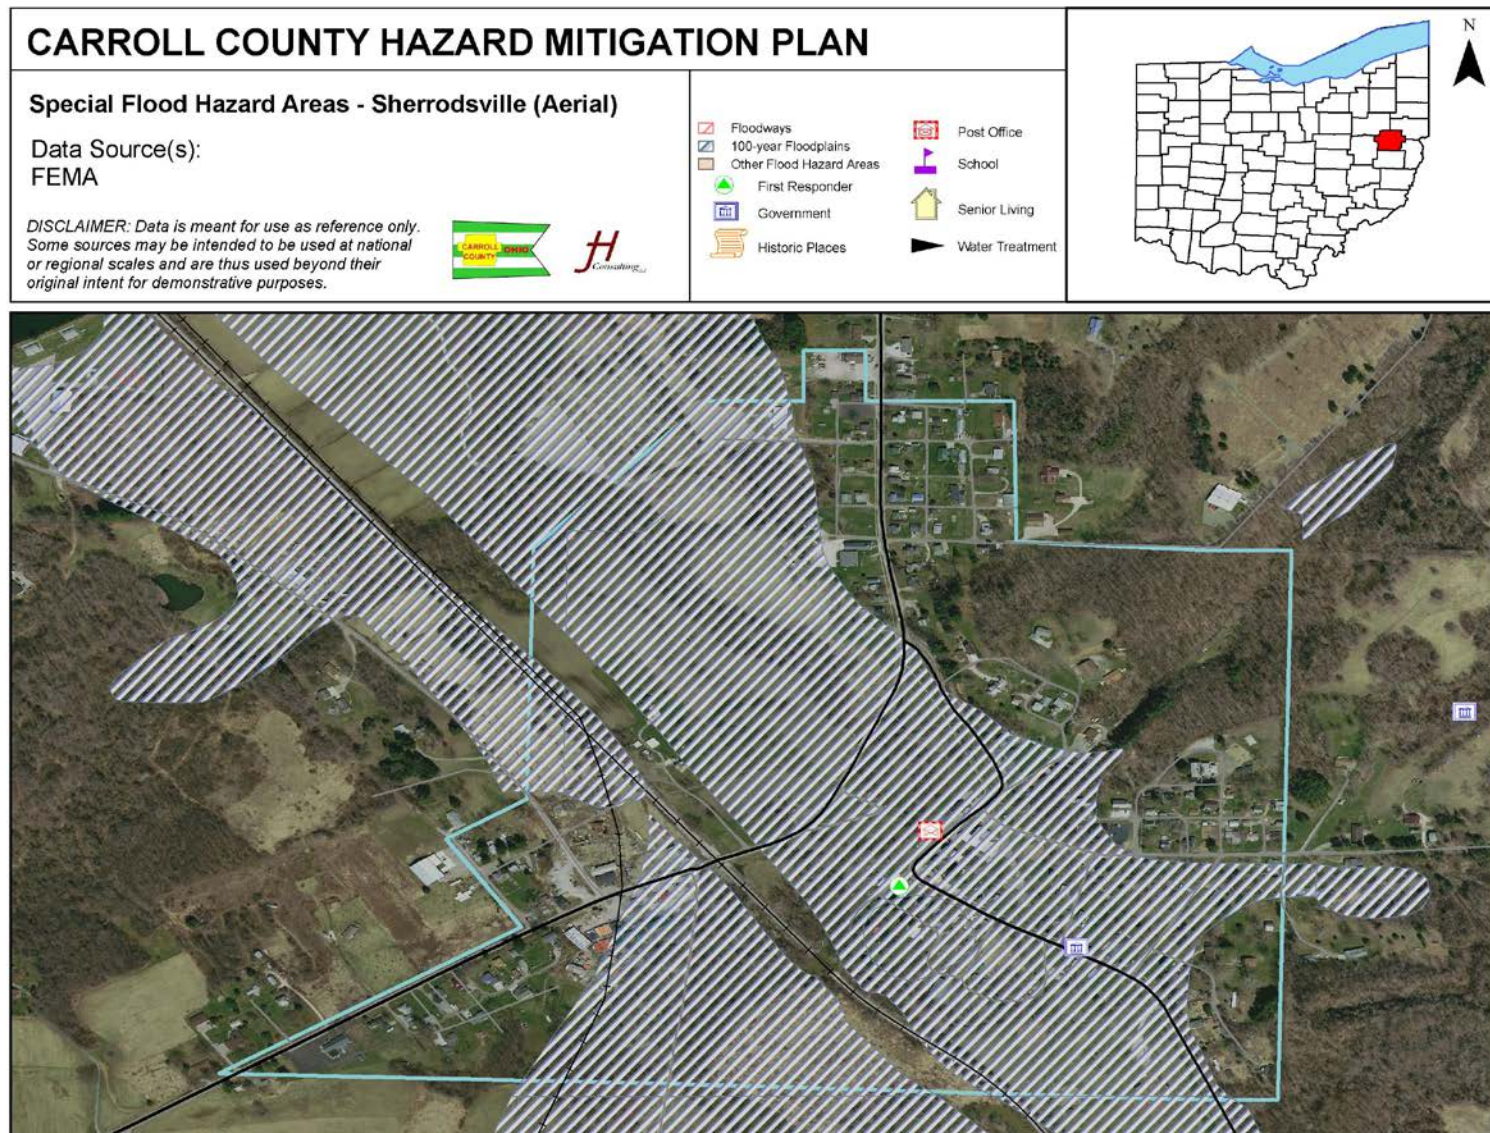 CARROLL COUNTY HAZARD MITIGATION PLAN
Special Flood Hazard Areas - Sherrodsville (Aerial)
Data Source(s):
FEMA
DISCLAIMER: Data is meant for use as reference only.
Some sources may be intended to be used at national
or regional scales and are thus used beyond their
original intent for demonstrative purposes.
CARROLL
COUNTY
OHIO
JH
Consulting
Floodways
100-year Floodplains
Other Flood Hazard Areas
First Responder
Government
Historic Places
Post Office
School
Senior Living
Water Treatment
N